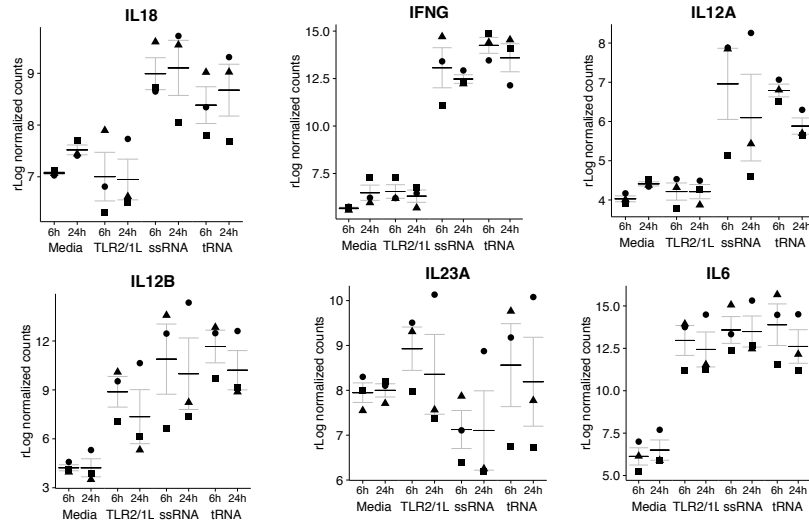 IL18
rLog normalized counts
9
8
7
6h 24h 6h 24h 6h 24h 6h 24h
Media TLR2/1L ssRNA tRNA
IFNG
rLog normalized counts
15.0
12.5
10.0
7.5
6h 24h 6h 24h 6h 24h 6h 24h
Media TLR2/1L ssRNA tRNA
IL12A
rLog normalized counts
8
7
6
5
4
6h 24h 6h 24h 6h 24h 6h 24h
Media TLR2/1L ssRNA tRNA
IL12B
rLog normalized counts
12
9
6
3
6h 24h 6h 24h 6h 24h 6h 24h
Media TLR2/1L ssRNA tRNA
IL23A
rLog normalized counts
10
9
8
7
6
6h 24h 6h 24h 6h 24h 6h 24h
Media TLR2/1L ssRNA tRNA
IL6
rLog normalized counts
15.0
12.5
10.0
7.5
5.0
6h 24h 6h 24h 6h 24h 6h 24h
Media TLR2/1L ssRNA tRNA